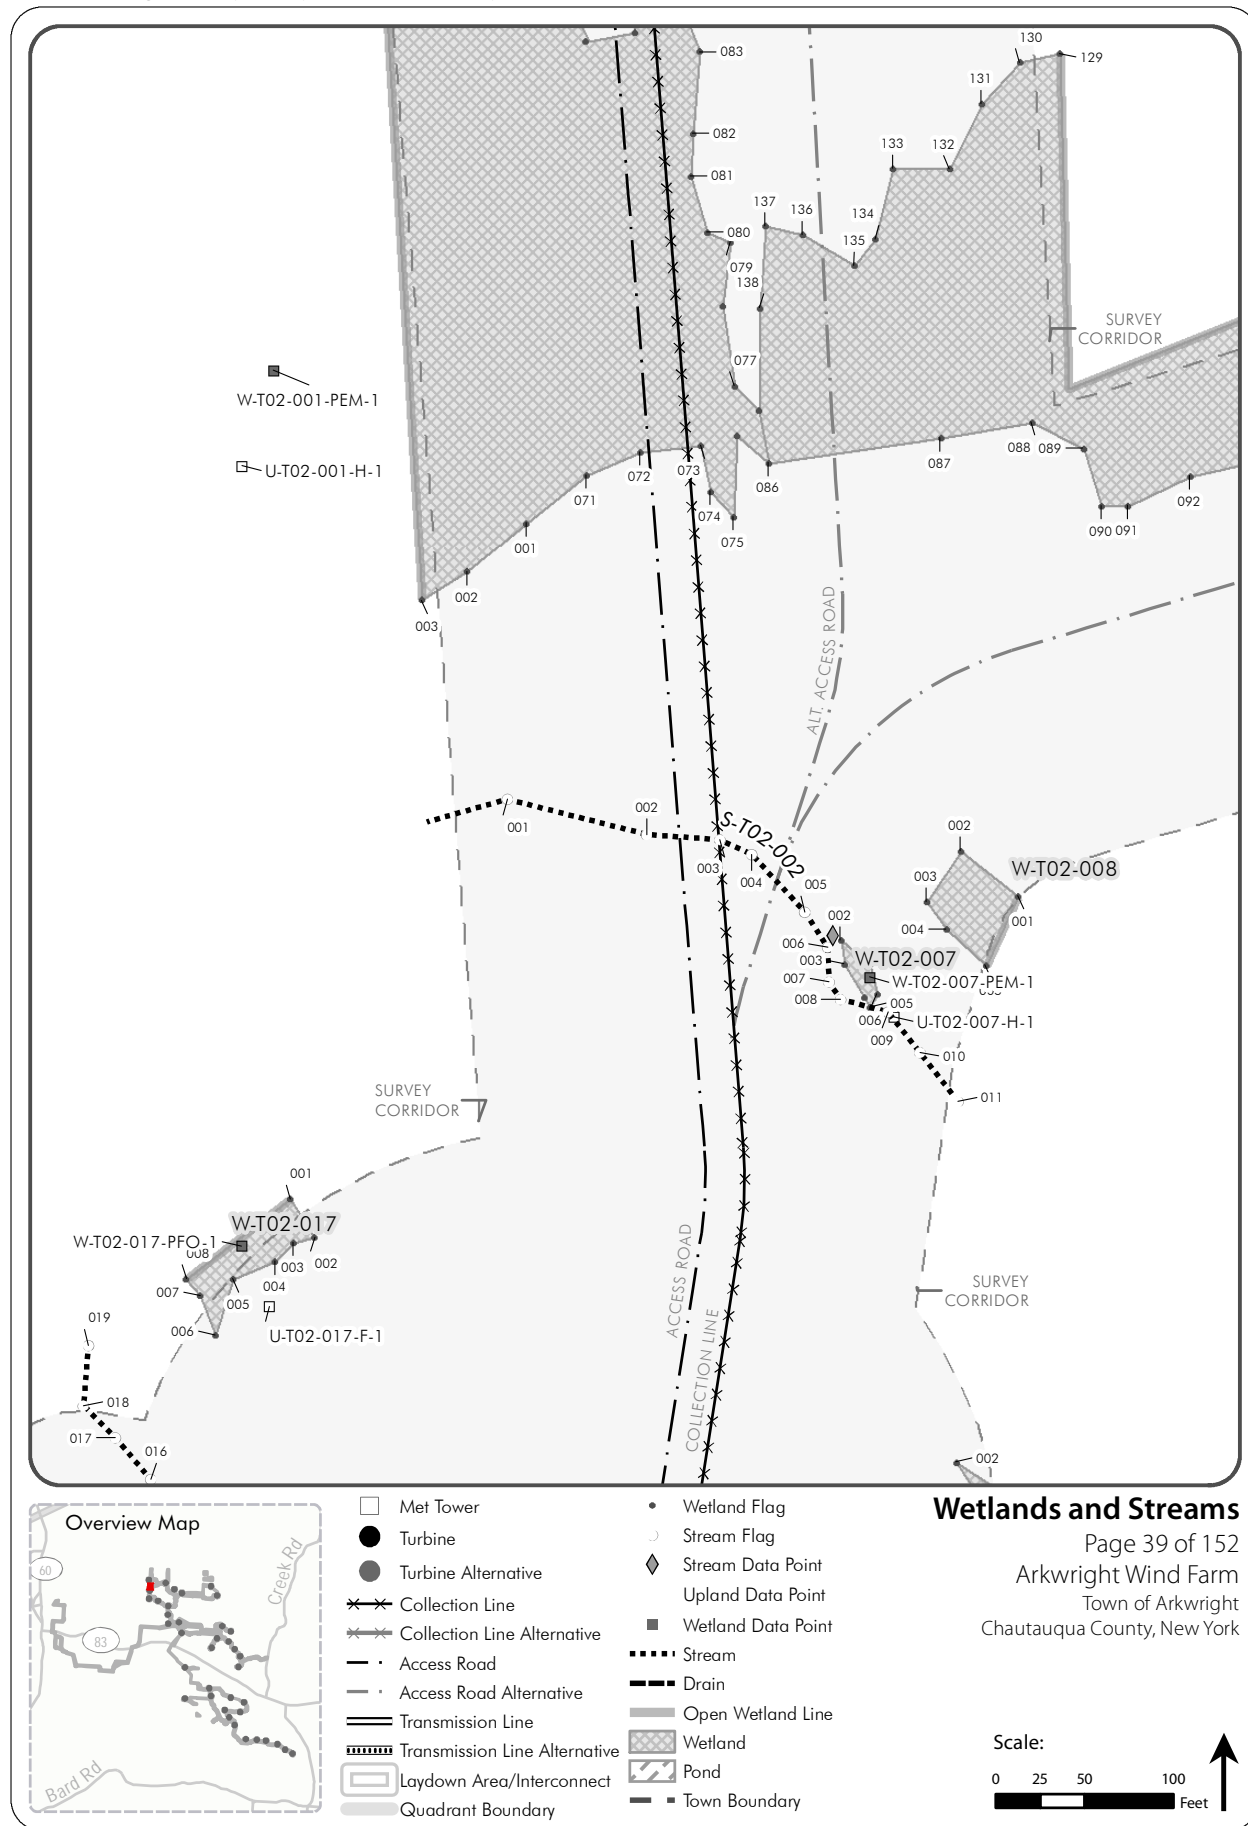 130
129
083
131
082
133
132
081
137
136
134
080
135
079
138
SURVEY
CORRIDOR
077
W-T02-001-PEM-1
U-T02-001-H-1
072
073
088
089
087
071
086
092
074
001
075
090
091
002
003
ALT. ACCESS ROAD
002
001
S-T02-002
003
004
002
W-T02-008
003
005
001
002
004
006
003
W-T02-007
007
W-T02-007-PEM-1
008
005
006
U-T02-007-H-1
009
010
011
SURVEY
CORRIDOR
001
W-T02-017
W-T02-017-PFO-1
008
002
003
004
007
005
006
U-T02-017-F-1
ACCESS ROAD
COLLECTION LINE
SURVEY
CORRIDOR
019
018
017
016
002
Overview Map
60
83
Creek Rd
Bard Rd
Met Tower
Turbine
Turbine Alternative
Collection Line
Collection Line Alternative
Access Road
Access Road Alternative
Transmission Line
Transmission Line Alternative
Laydown Area/Interconnect
Quadrant Boundary
Wetland Flag
Stream Flag
Stream Data Point
Upland Data Point
Wetland Data Point
Stream
Drain
Open Wetland Line
Wetland
Pond
Town Boundary
Wetlands and Streams
Page 39 of 152
Arkwright Wind Farm
Town of Arkwright
Chautauqua County, New York
Scale:
0 25 50 100
Feet